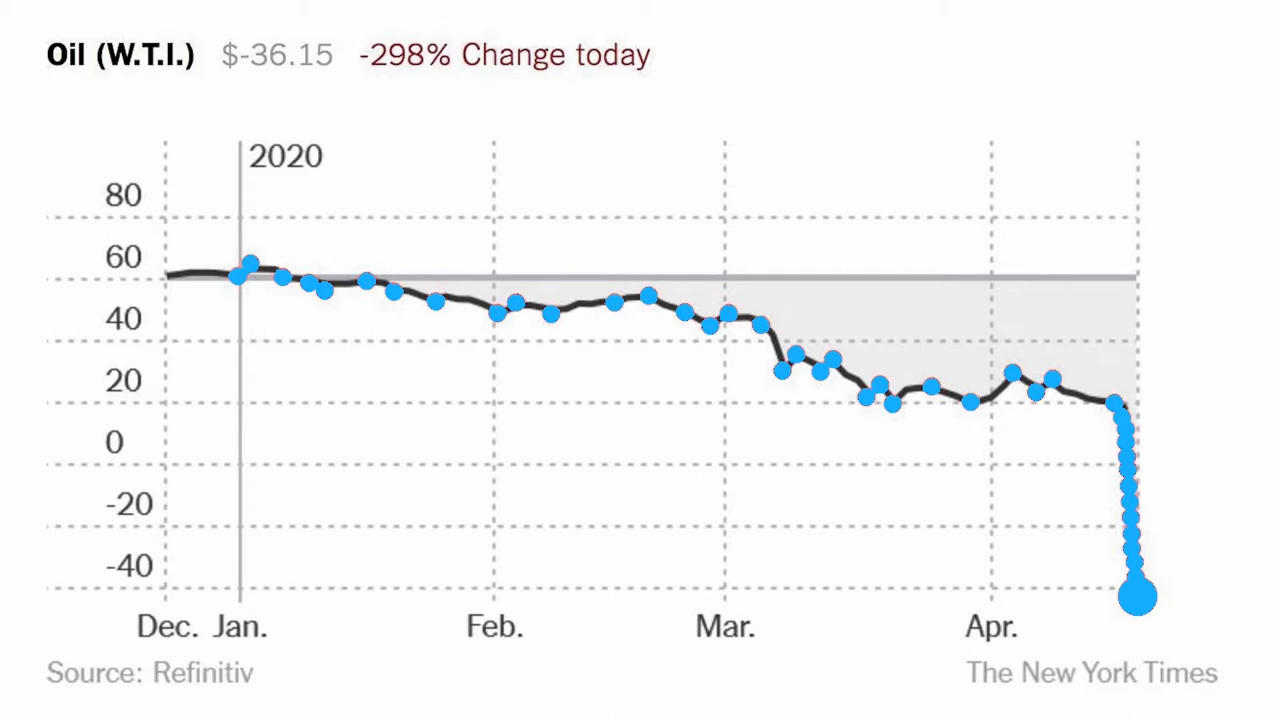 Oil (W.T.I.) $-36.15 -298% Change today
2020
80
60
40
20
0
-20
-40
Dec. Jan. Feb. Mar. Apr.
Source: Refinitiv The New York Times